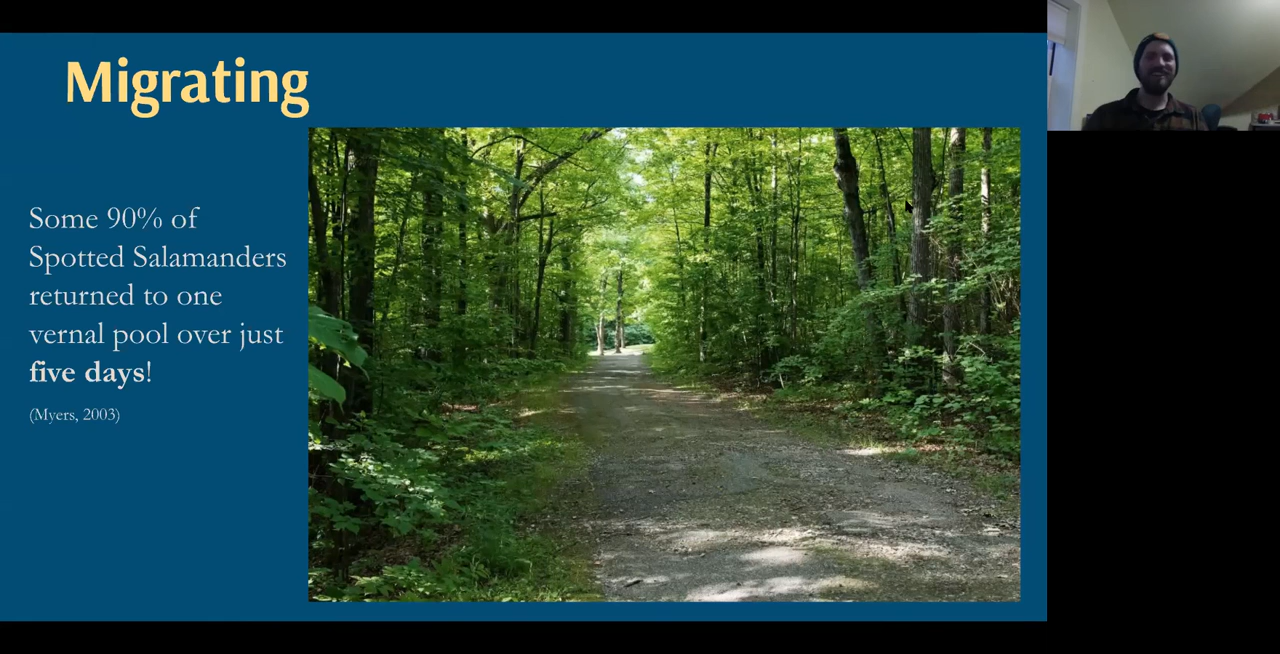 Migrating
Some 90% of
Spotted Salamanders
returned to one
vernal pool over just
five days!
(Myers, 2003)